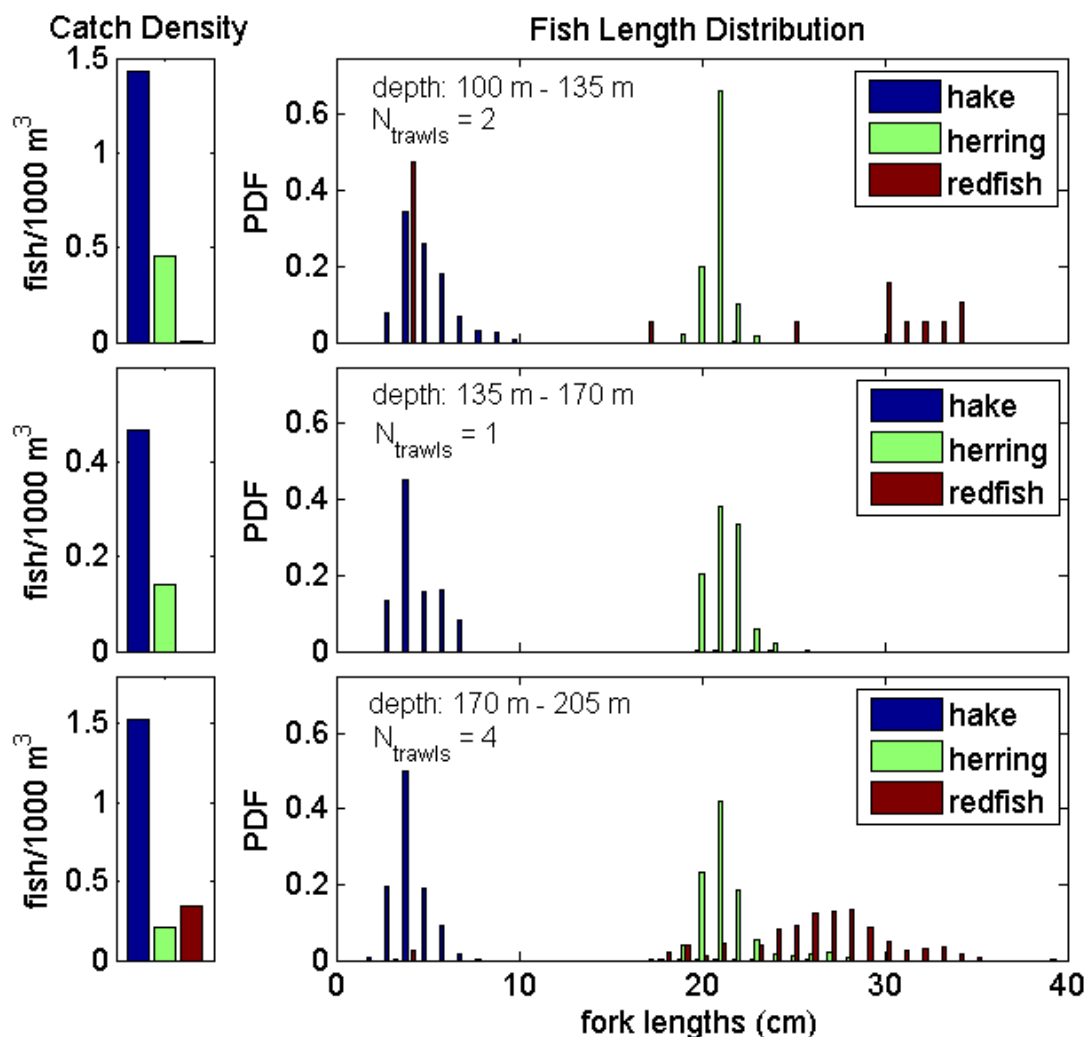 Catch Density
Fish Length Distribution
fish/1000 m³
1.5
1
0.5
0
PDF
0.6
0.4
0.2
0
depth: 100 m - 135 m
N_trawls = 2
hake
herring
redfish
fish/1000 m³
0.4
0.2
0
PDF
0.6
0.4
0.2
0
depth: 135 m - 170 m
N_trawls = 1
hake
herring
redfish
fish/1000 m³
1.5
1
0.5
0
PDF
0.6
0.4
0.2
0
depth: 170 m - 205 m
N_trawls = 4
hake
herring
redfish
0 10 20 30 40
fork lengths (cm)